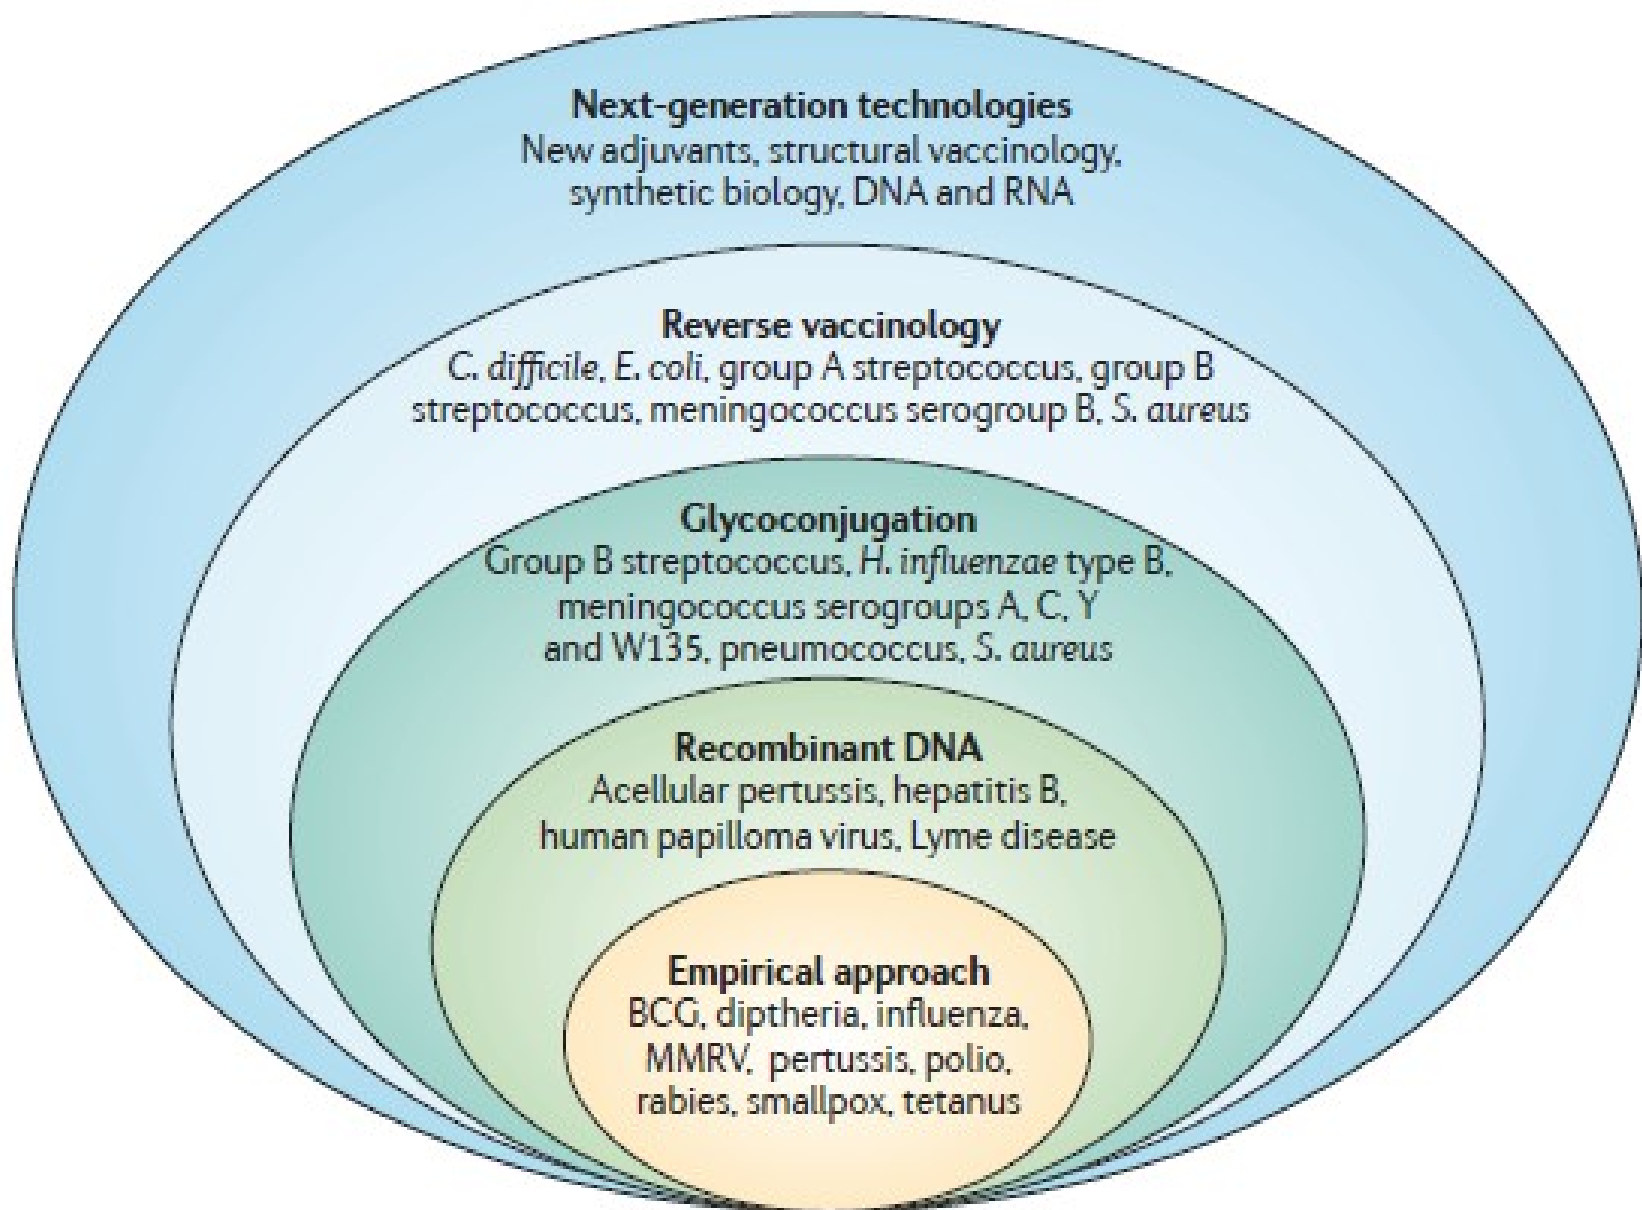 Next-generation technologies
New adjuvants, structural vaccinology,
synthetic biology, DNA and RNA
Reverse vaccinology
C. difficile, E. coli, group A streptococcus, group B
streptococcus, meningococcus serogroup B, S. aureus
Glycoconjugation
Group B streptococcus, H. influenzae type B,
meningococcus serogroups A, C, Y
and W135, pneumococcus, S. aureus
Recombinant DNA
Acellular pertussis, hepatitis B,
human papilloma virus, Lyme disease
Empirical approach
BCG, diptheria, influenza,
MMRV, pertussis, polio,
rabies, smallpox, tetanus